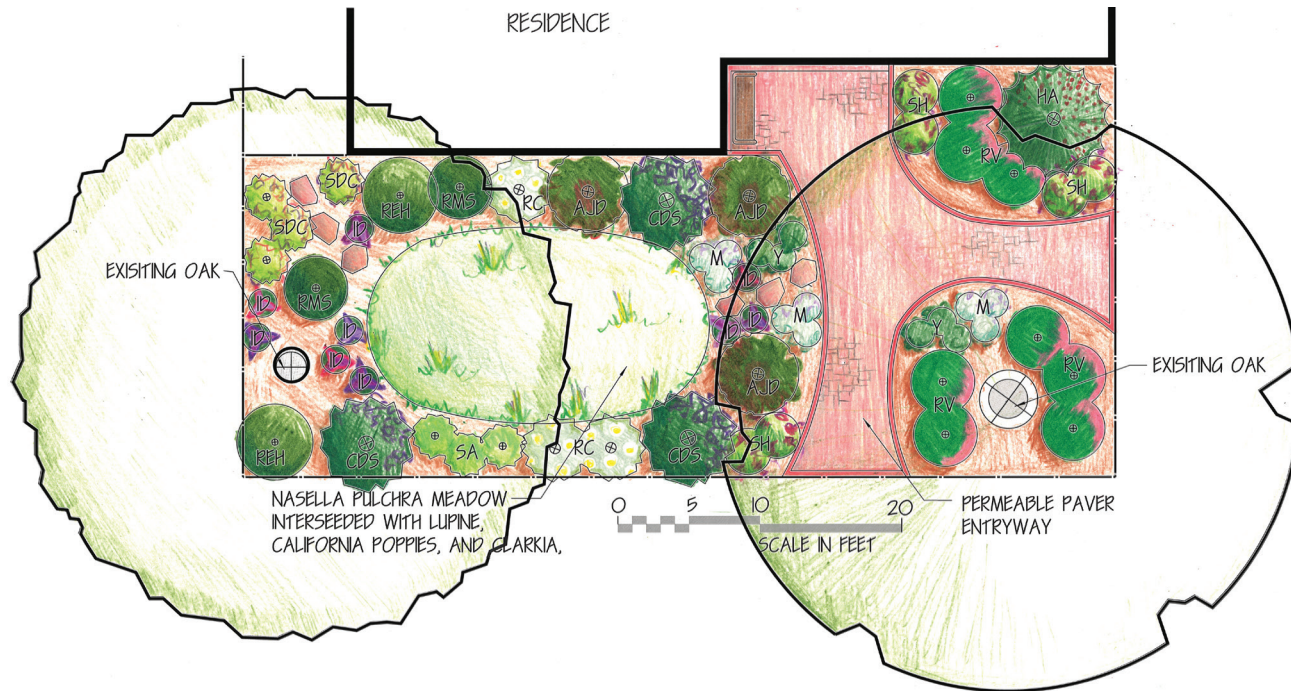 RESIDENCE
SH
HA
RV
SH
SDC
REH
RMS
RC
AJD
CDS
AJD
SDC
ID
M
Y
EXISITING OAK
RMS
ID
ID
ID
ID
ID
ID
ID
ID
M
M
Y
AJD
RV
RV
EXISITING OAK
REH
CDS
SA
RC
CDS
SH
NASELLA PULCHRA MEADOW
INTERSEEDED WITH LUPINE,
CALIFORNIA POPPIES, AND CLARKIA,
0 5 10 20
SCALE IN FEET
PERMEABLE PAVER
ENTRYWAY